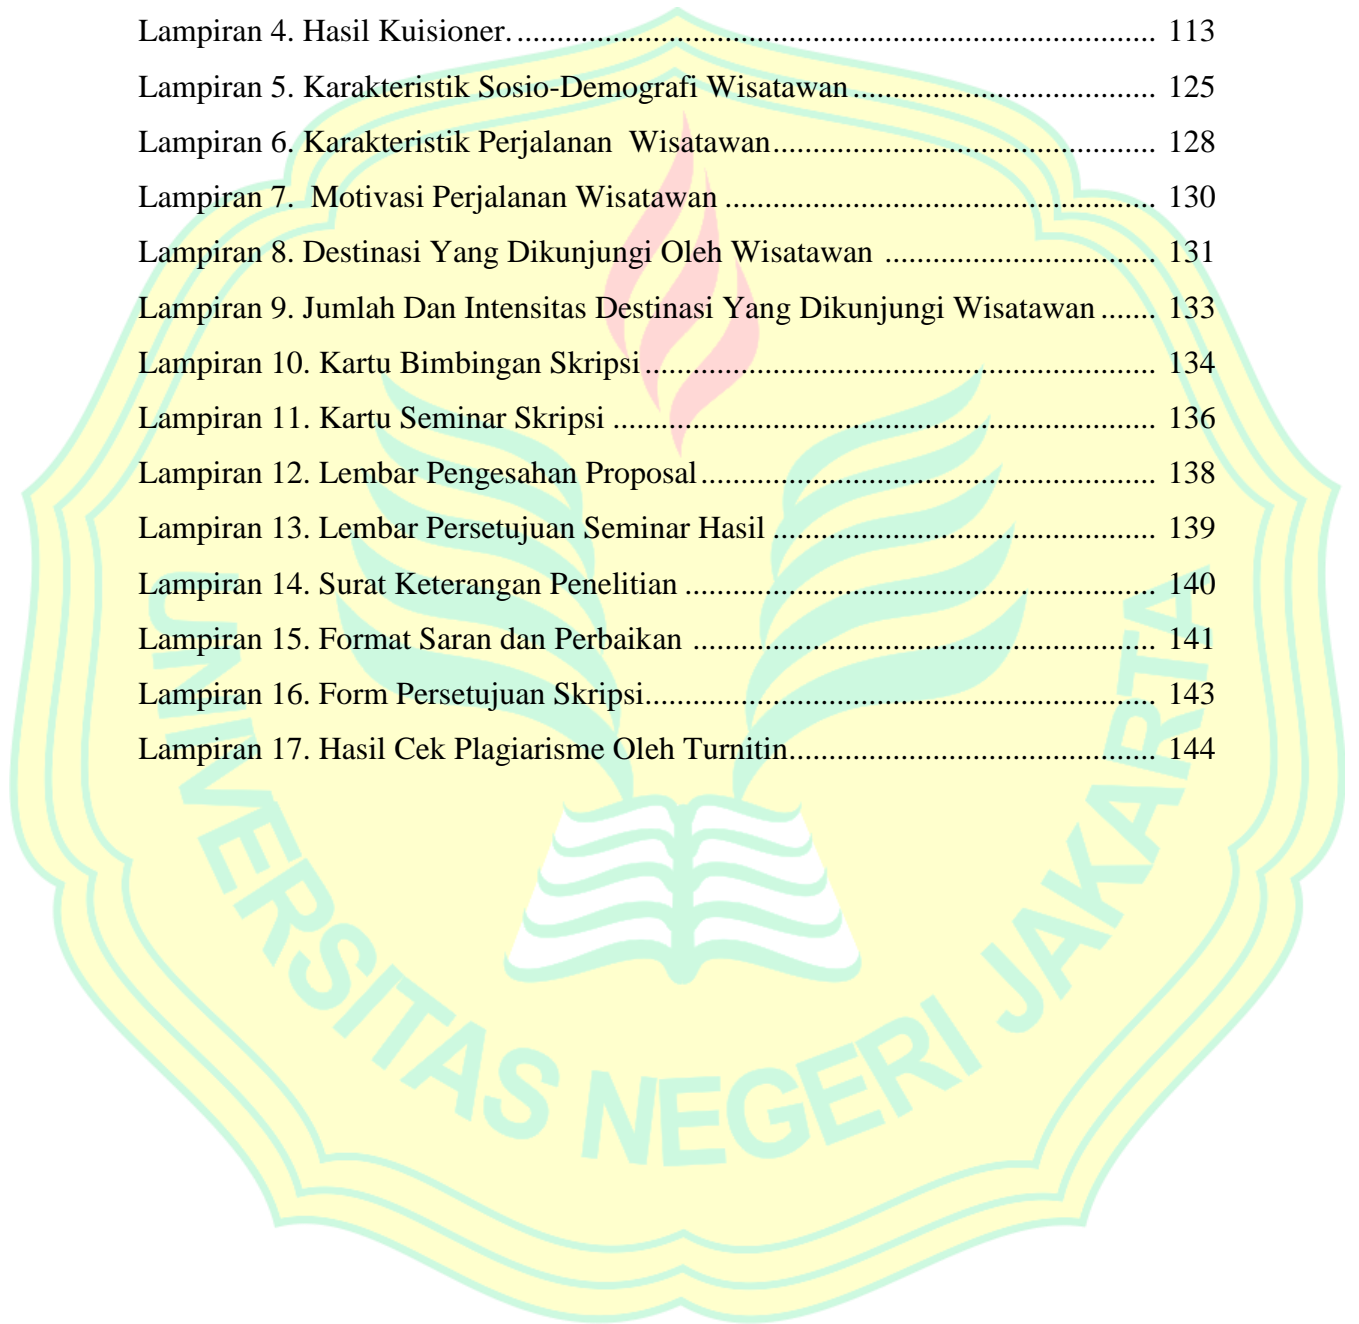 Lampiran 4. Hasil Kuisioner. ................................................................................ 113
Lampiran 5. Karakteristik Sosio-Demografi Wisatawan ...................................... 125
Lampiran 6. Karakteristik Perjalanan  Wisatawan................................................ 128
Lampiran 7.  Motivasi Perjalanan Wisatawan ...................................................... 130
Lampiran 8. Destinasi Yang Dikunjungi Oleh Wisatawan .................................. 131
Lampiran 9. Jumlah Dan Intensitas Destinasi Yang Dikunjungi Wisatawan ....... 133
Lampiran 10. Kartu Bimbingan Skripsi ................................................................ 134
Lampiran 11. Kartu Seminar Skripsi .................................................................... 136
Lampiran 12. Lembar Pengesahan Proposal ......................................................... 138
Lampiran 13. Lembar Persetujuan Seminar Hasil ................................................ 139
Lampiran 14. Surat Keterangan Penelitian ........................................................... 140
Lampiran 15. Format Saran dan Perbaikan .......................................................... 141
Lampiran 16. Form Persetujuan Skripsi................................................................ 143
Lampiran 17. Hasil Cek Plagiarisme Oleh Turnitin.............................................. 144
UNIVERSITAS NEGERI JAKARTA